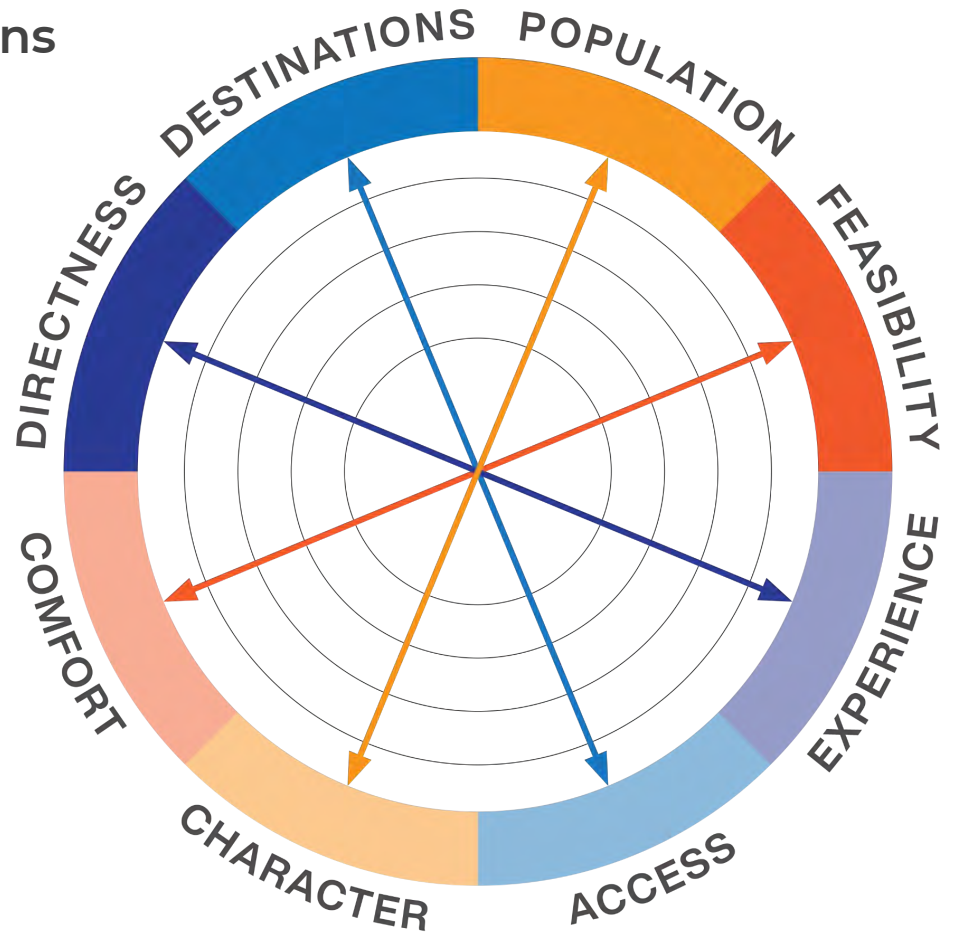 ns
DESTINATIONS
POPULATION
FEASIBILITY
EXPERIENCE
ACCESS
CHARACTER
COMFORT
DIRECTNESS